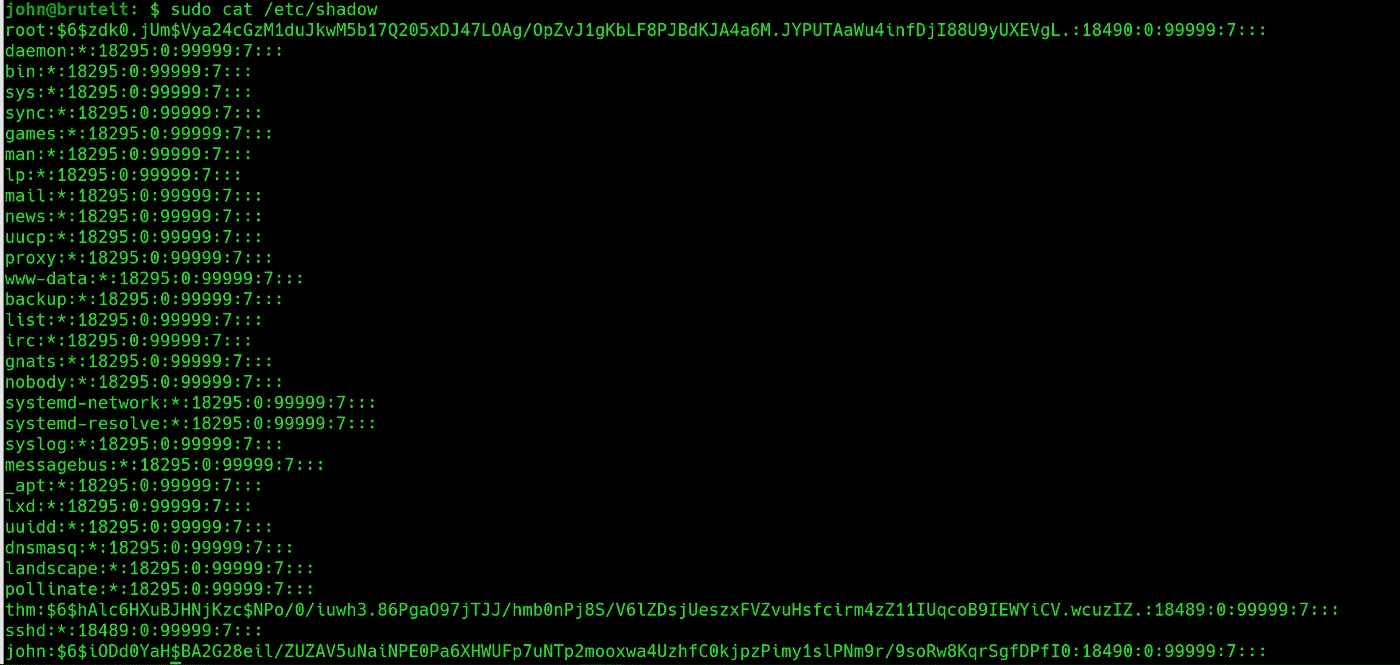 john@bruteit: $ sudo cat /etc/shadow
root:$6$zdk0.jUm$Vya24cGzM1duJkwM5b17Q205xDJ47LOAg/OpZvJ1gKbLF8PJBdKJA4a6M.JYPUTAaWu4infDjI88U9yUXEVgL.:18490:0:99999:7:::
daemon:*:18295:0:99999:7:::
bin:*:18295:0:99999:7:::
sys:*:18295:0:99999:7:::
sync:*:18295:0:99999:7:::
games:*:18295:0:99999:7:::
man:*:18295:0:99999:7:::
lp:*:18295:0:99999:7:::
mail:*:18295:0:99999:7:::
news:*:18295:0:99999:7:::
uucp:*:18295:0:99999:7:::
proxy:*:18295:0:99999:7:::
www-data:*:18295:0:99999:7:::
backup:*:18295:0:99999:7:::
list:*:18295:0:99999:7:::
irc:*:18295:0:99999:7:::
gnats:*:18295:0:99999:7:::
nobody:*:18295:0:99999:7:::
systemd-network:*:18295:0:99999:7:::
systemd-resolve:*:18295:0:99999:7:::
syslog:*:18295:0:99999:7:::
messagebus:*:18295:0:99999:7:::
_apt:*:18295:0:99999:7:::
lxd:*:18295:0:99999:7:::
uuidd:*:18295:0:99999:7:::
dnsmasq:*:18295:0:99999:7:::
landscape:*:18295:0:99999:7:::
pollinate:*:18295:0:99999:7:::
thm:$6$hAlc6HXuBJHNjKzc$NPo/0/iuwh3.86PgaO97jTJJ/hmb0nPj8S/V6lZDsjUeszxFVZvuHsfcirm4zZ11IUqcoB9IEWYiCV.wcuzIZ.:18489:0:99999:7:::
sshd:*:18489:0:99999:7:::
john:$6$iODd0YaH$BA2G28eil/ZUZAV5uNaiNPE0Pa6XHWUFp7uNTp2mooxwa4UzhfC0kjpzPimy1slPNm9r/9soRw8KqrSgfDPfI0:18490:0:99999:7:::